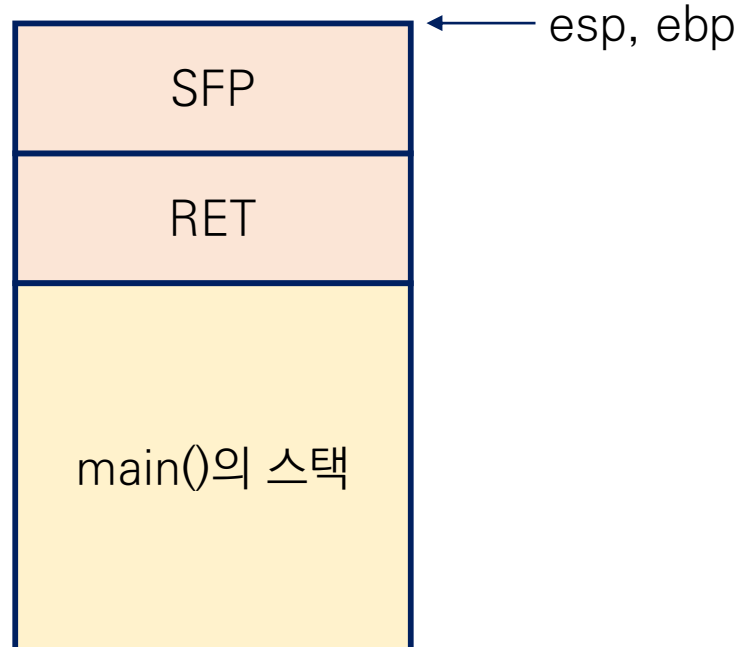 esp, ebp
SFP
RET
main()의 스택